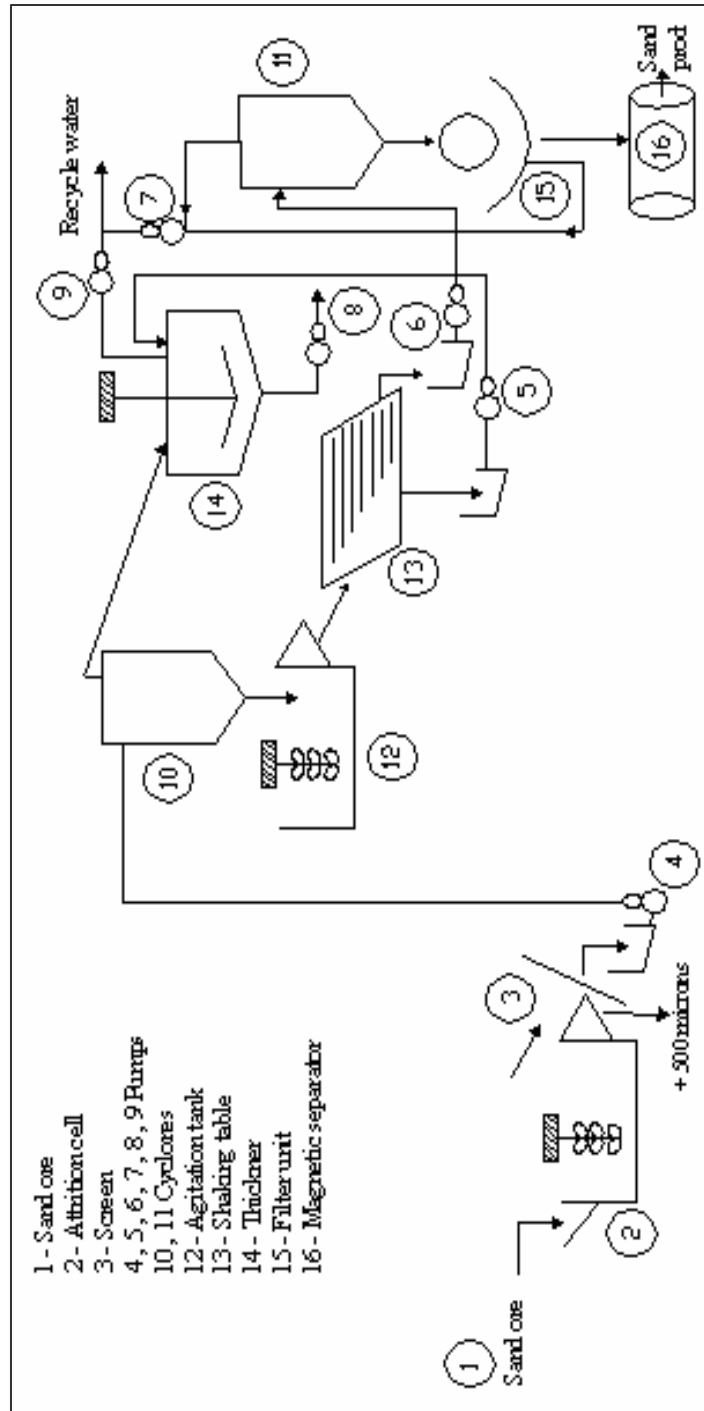 1 - Sand ore
2 - Attrition cell
3 - Screen
4, 5, 6, 7, 8, 9 Pumps
10, 11 Cyclones
12 - Agitation tank
13 - Shaking table
14 - Thickner
15 - Filter unit
16 - Magnetic separator
1
Sand ore
2
3
+ 500 microns
4
10
12
14
13
9
Recycle water
7
8
6
5
11
15
16
Sand
prod